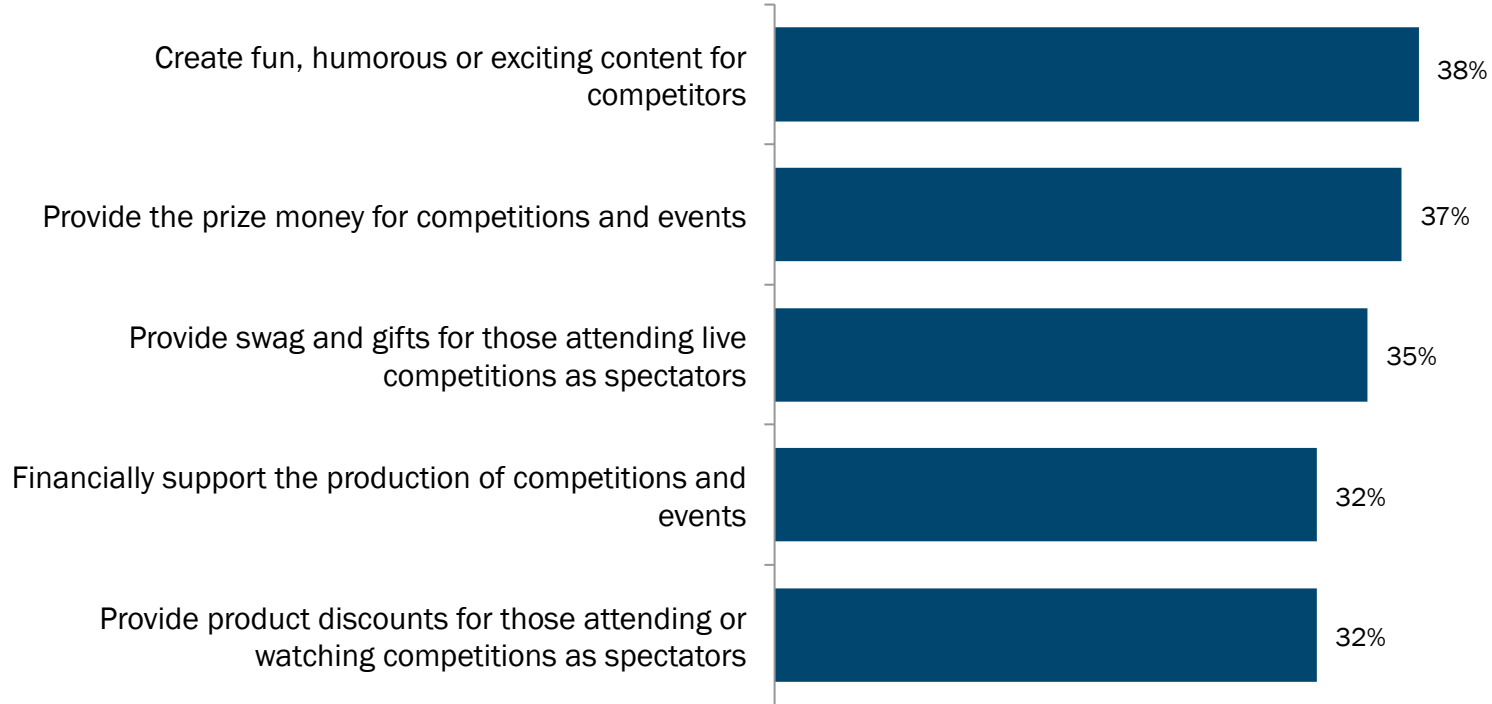 Create fun, humorous or exciting content for
competitors
38%
Provide the prize money for competitions and events
37%
Provide swag and gifts for those attending live
competitions as spectators
35%
Financially support the production of competitions and
events
32%
Provide product discounts for those attending or
watching competitions as spectators
32%